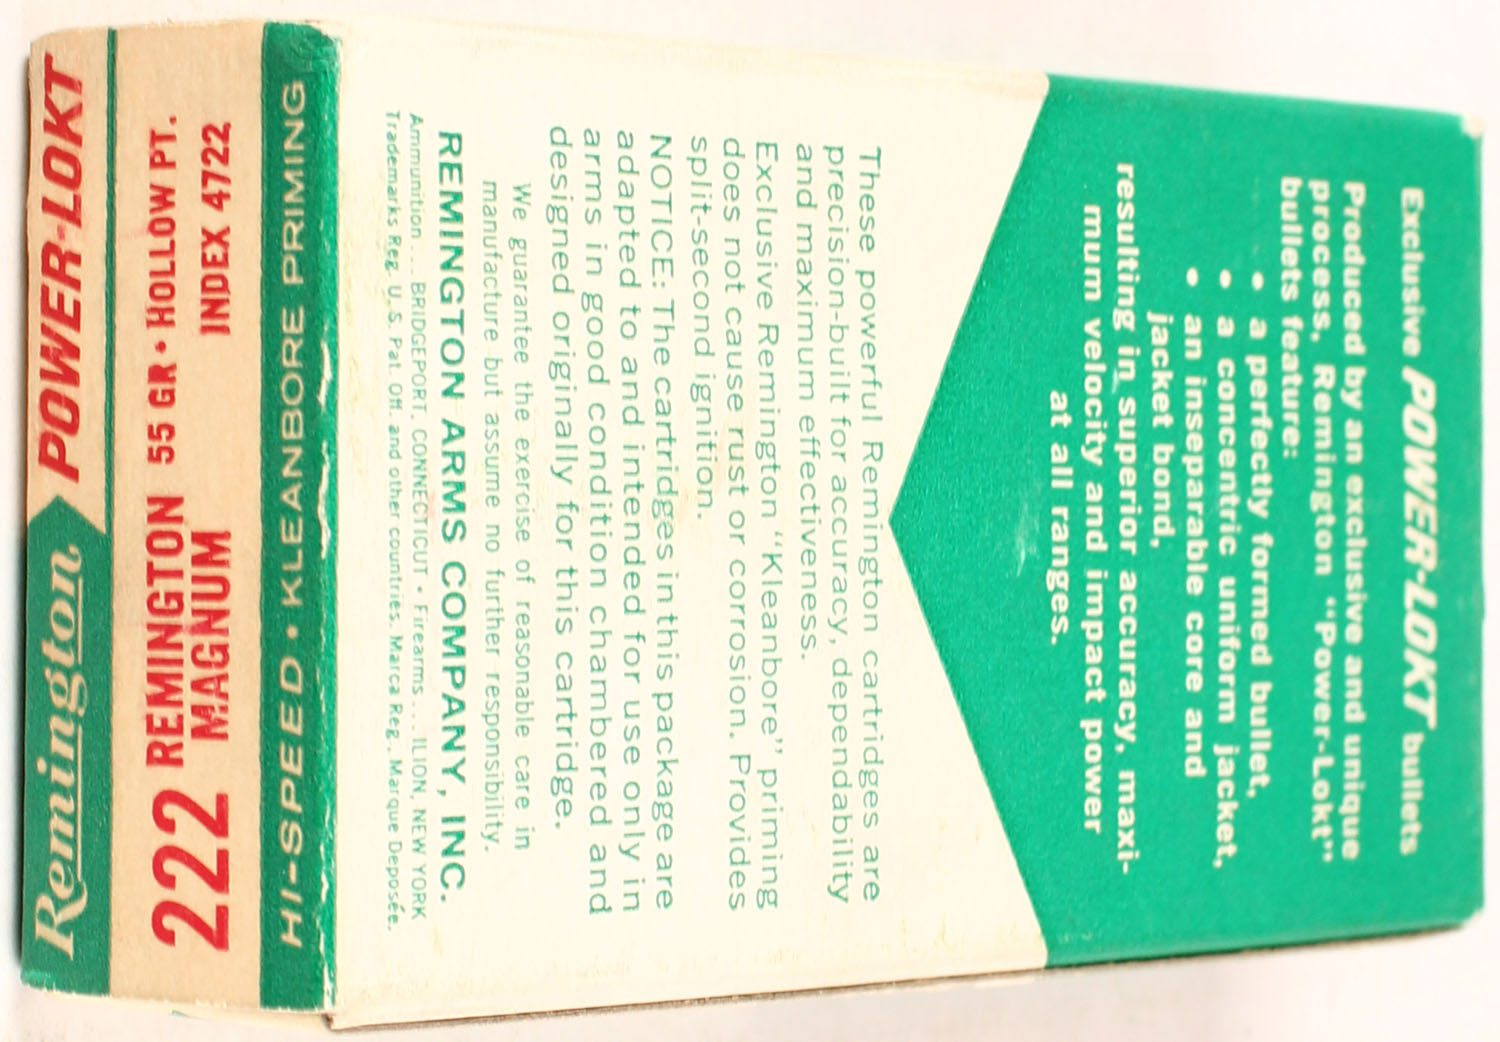 Exclusive POWER-LOKT bullets
Produced by an exclusive and unique
process, Remington "Power-Lokt"
bullets feature:
• a perfectly formed bullet,
• a concentric uniform jacket,
• an inseparable core and
jacket bond,
resulting in superior accuracy, maxi-
mum velocity and impact power
at all ranges.
These powerful Remington cartridges are
precision-built for accuracy, dependability
and maximum effectiveness.
Exclusive Remington "Kleanbore" priming
does not cause rust or corrosion. Provides
split-second ignition.
NOTICE: The cartridges in this package are
adapted to and intended for use only in
arms in good condition chambered and
designed originally for this cartridge.
We guarantee the exercise of reasonable care in
manufacture but assume no further responsibility.
REMINGTON ARMS COMPANY, INC.
Ammunition... BRIDGEPORT, CONNECTICUT • Firearms... ILION, NEW YORK
Trademarks Reg. U.S. Pat. Off. and other countries. Marca Reg. Marque Deposée.
HI-SPEED • KLEANBORE PRIMING
222 REMINGTON 55 GR • HOLLOW PT.
MAGNUM INDEX 4722
Remington POWER-LOKT